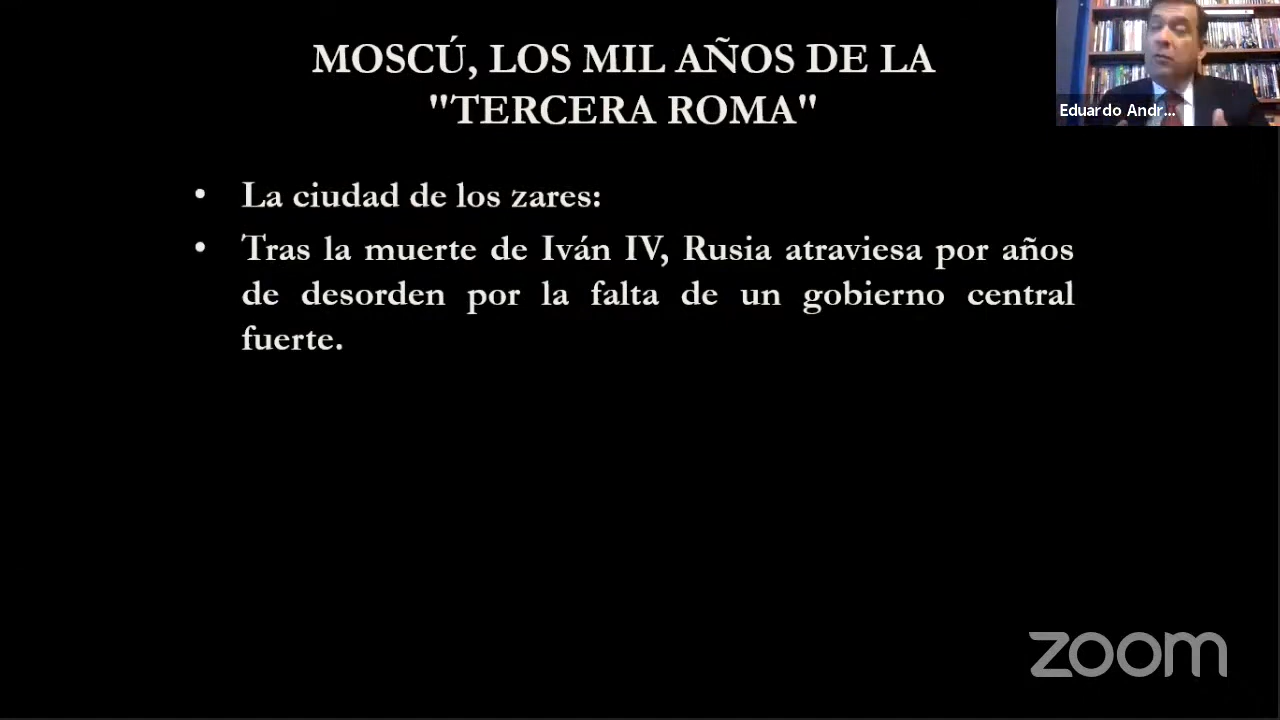 MOSCÚ, LOS MIL AÑOS DE LA
"TERCERA ROMA"
Eduardo Andr...
• La ciudad de los zares:
• Tras la muerte de Iván IV, Rusia atraviesa por años
de desorden por la falta de un gobierno central
fuerte.
zoom